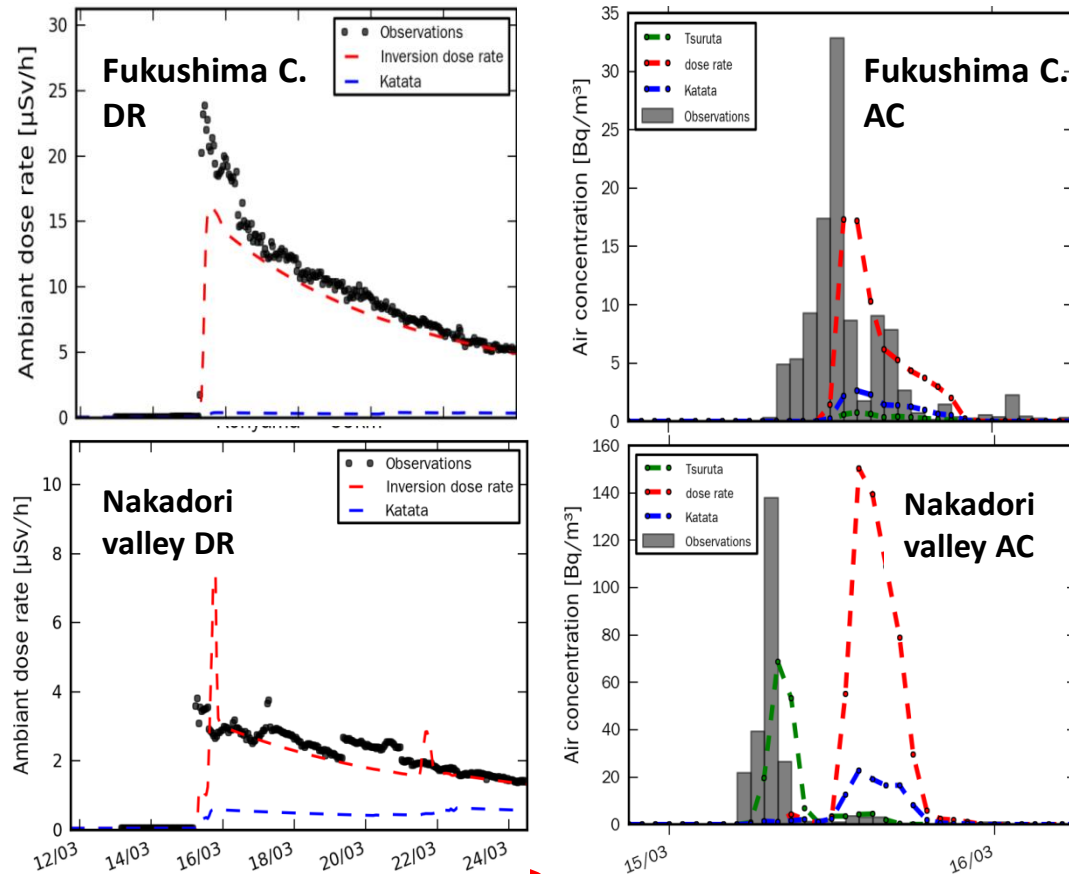 Ambiant dose rate [µSv/h]
30
25
20
15
10
5
0
Observations
Inversion dose rate
Katata
Fukushima C.
DR
Air concentration [Bq/m³]
35
30
25
20
15
10
5
0
Tsuruta
dose rate
Katata
Observations
Fukushima C.
AC
Ambiant dose rate [µSv/h]
10
8
6
4
2
0
Observations
Inversion dose rate
Katata
Nakadori
valley DR
12/03
14/03
16/03
18/03
20/03
22/03
24/03
Air concentration [Bq/m³]
160
140
120
100
80
60
40
20
0
Tsuruta
dose rate
Katata
Observations
Nakadori
valley AC
15/03
16/03